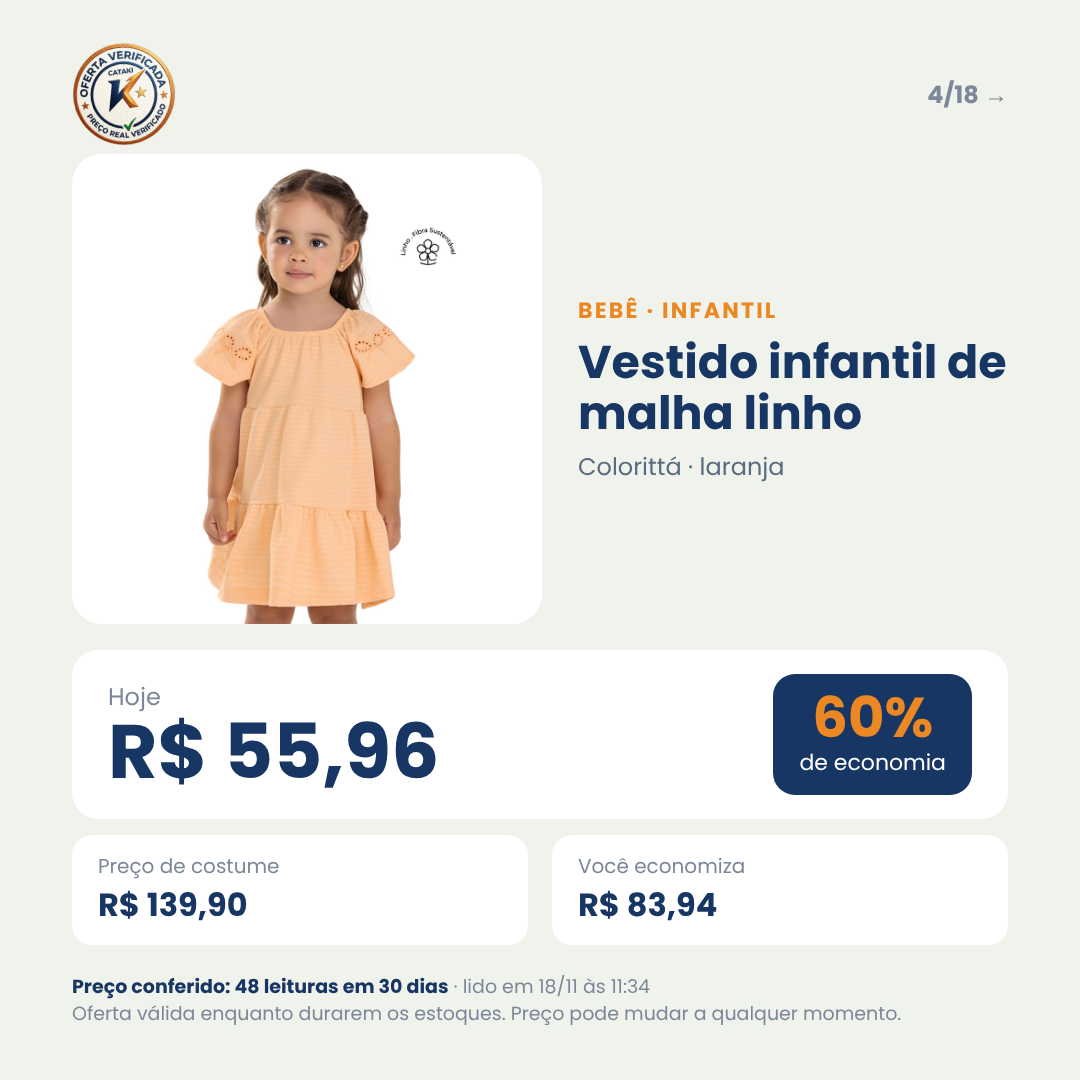 OFERTA VERIFICADA
CATAKI
PREÇO REAL VERIFICADO
4/18 →
Linho . Fibra Sustentável
BEBÊ · INFANTIL
Vestido infantil de
malha linho
Colorittá · laranja
Hoje
R$ 55,96
60%
de economia
Preço de costume
R$ 139,90
Você economiza
R$ 83,94
Preço conferido: 48 leituras em 30 dias · lido em 18/11 às 11:34
Oferta válida enquanto durarem os estoques. Preço pode mudar a qualquer momento.